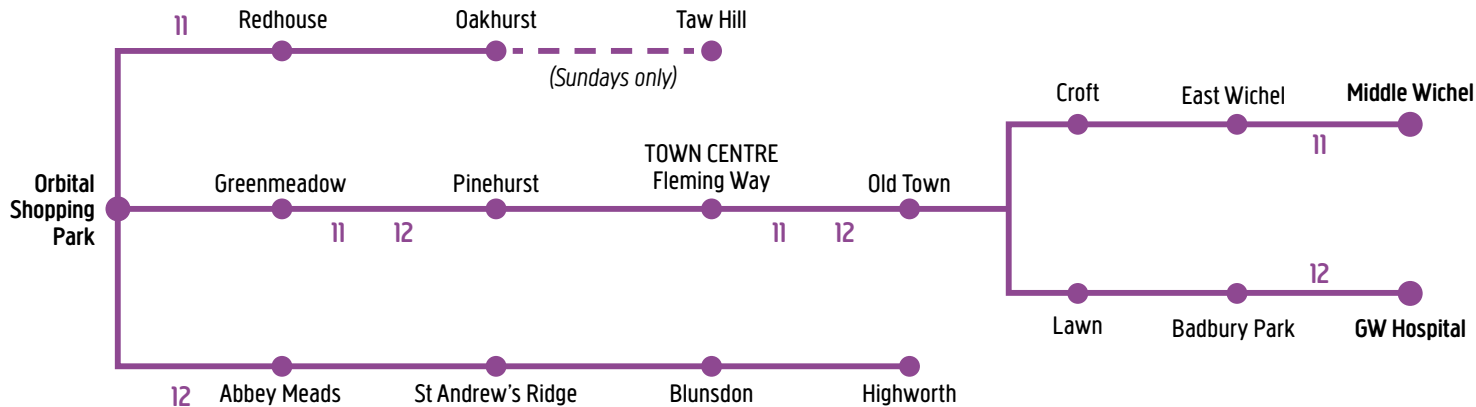 11
Redhouse
Oakhurst
Taw Hill
(Sundays only)
Croft
East Wichel
Middle Wichel
11
Orbital
Shopping
Park
Greenmeadow
Pinehurst
TOWN CENTRE
Fleming Way
Old Town
11 12
11 12
12
Lawn
Badbury Park
GW Hospital
12
Abbey Meads
St Andrew's Ridge
Blunsdon
Highworth